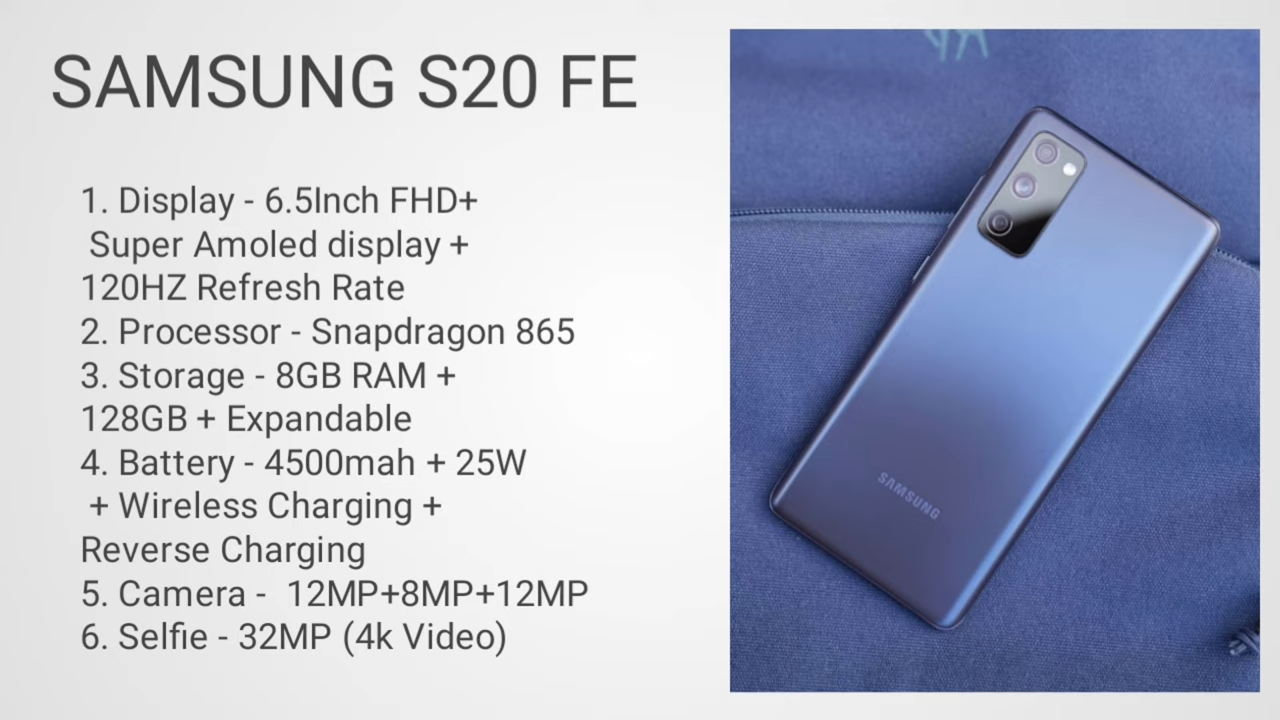 SAMSUNG S20 FE
1. Display - 6.5Inch FHD+
Super Amoled display +
120HZ Refresh Rate
2. Processor - Snapdragon 865
3. Storage - 8GB RAM +
128GB + Expandable
4. Battery - 4500mah + 25W
+ Wireless Charging +
Reverse Charging
5. Camera -  12MP+8MP+12MP
6. Selfie - 32MP (4k Video)
SAMSUNG